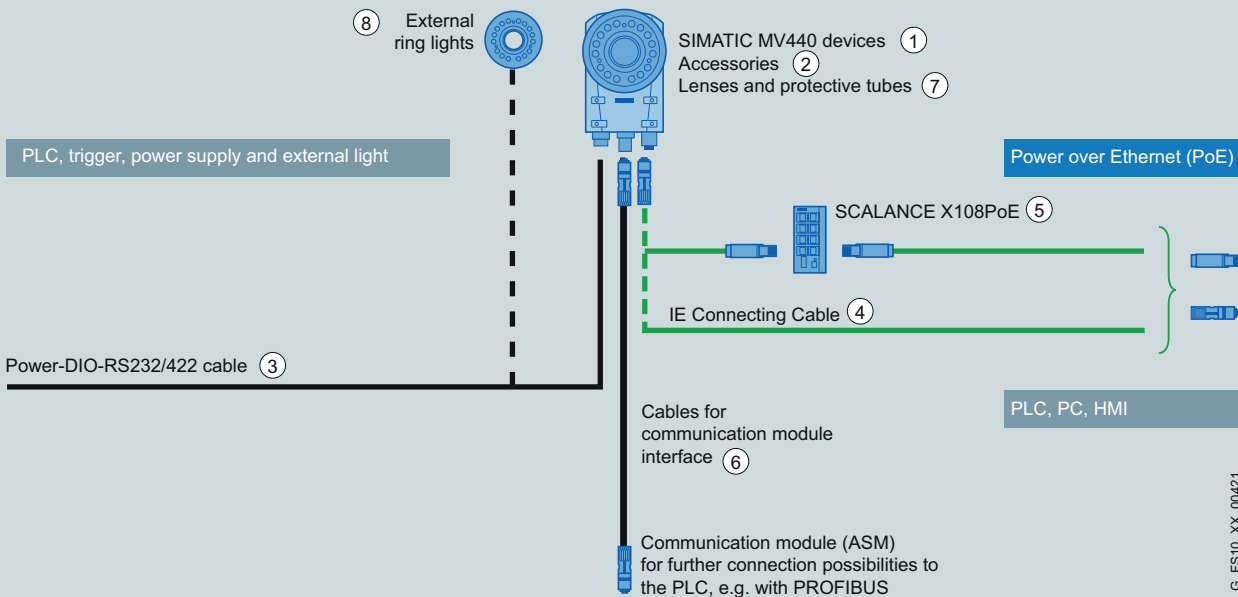 8 External
ring lights
SIMATIC MV440 devices 1
Accessories 2
Lenses and protective tubes 7
PLC, trigger, power supply and external light
Power over Ethernet (PoE)
SCALANCE X108PoE 5
IE Connecting Cable 4
Power-DIO-RS232/422 cable 3
PLC, PC, HMI
Cables for
communication module
interface 6
Communication module (ASM)
for further connection possibilities to
the PLC, e.g. with PROFIBUS
G_FS10_XX_00421